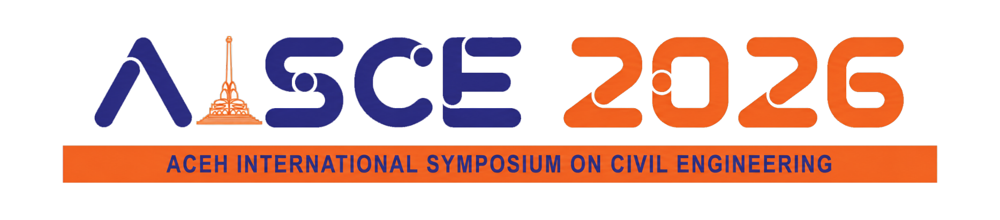 AISCE 2026
ACEH INTERNATIONAL SYMPOSIUM ON CIVIL ENGINEERING